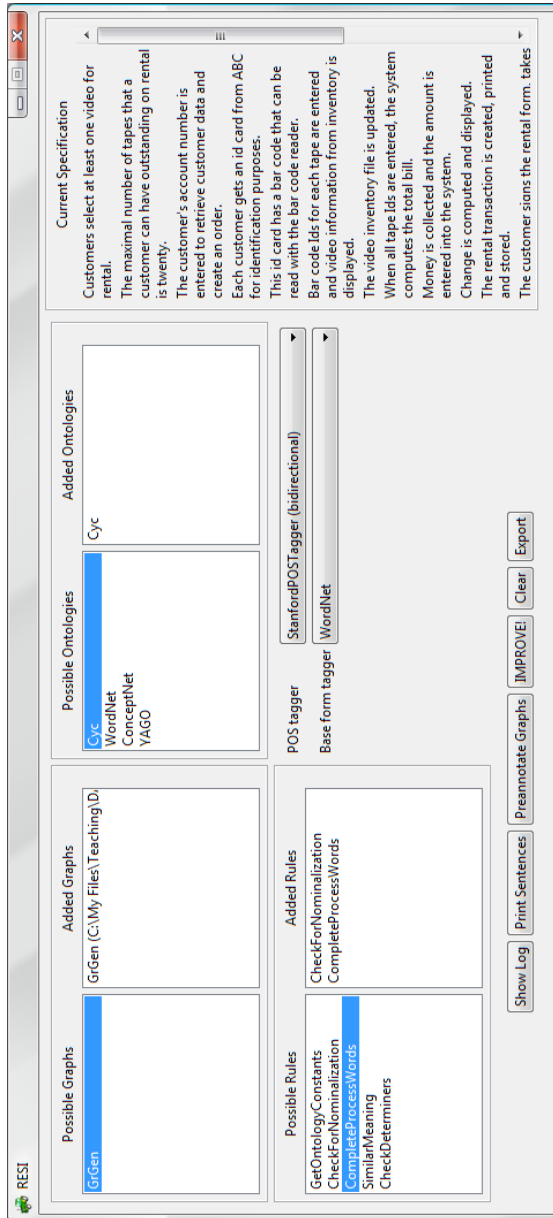 RESI
Possible Graphs
GrGen
Added Graphs
GrGen (C:\My Files\Teaching\D
Possible Ontologies
Cyc
WordNet
ConceptNet
YAGO
Added Ontologies
Cyc
Possible Rules
GetOntologyConstants
CheckForNominalization
CompleteProcessWords
SimilarMeaning
CheckDeterminers
Added Rules
CheckForNominalization
CompleteProcessWords
POS tagger
StanfordPOSTagger (bidirectional)
Base form tagger
WordNet
Show Log
Print Sentences
Preannotate Graphs
IMPROVE!
Clear
Export
Current Specification
Customers select at least one video for
rental.
The maximal number of tapes that a
customer can have outstanding on rental
is twenty.
The customer's account number is
entered to retrieve customer data and
create an order.
Each customer gets an id card from ABC
for identification purposes.
This id card has a bar code that can be
read with the bar code reader.
Bar code Ids for each tape are entered
and video information from inventory is
displayed.
The video inventory file is updated.
When all tape Ids are entered, the system
computes the total bill.
Money is collected and the amount is
entered into the system.
Change is computed and displayed.
The rental transaction is created, printed
and stored.
The customer signs the rental form, takes